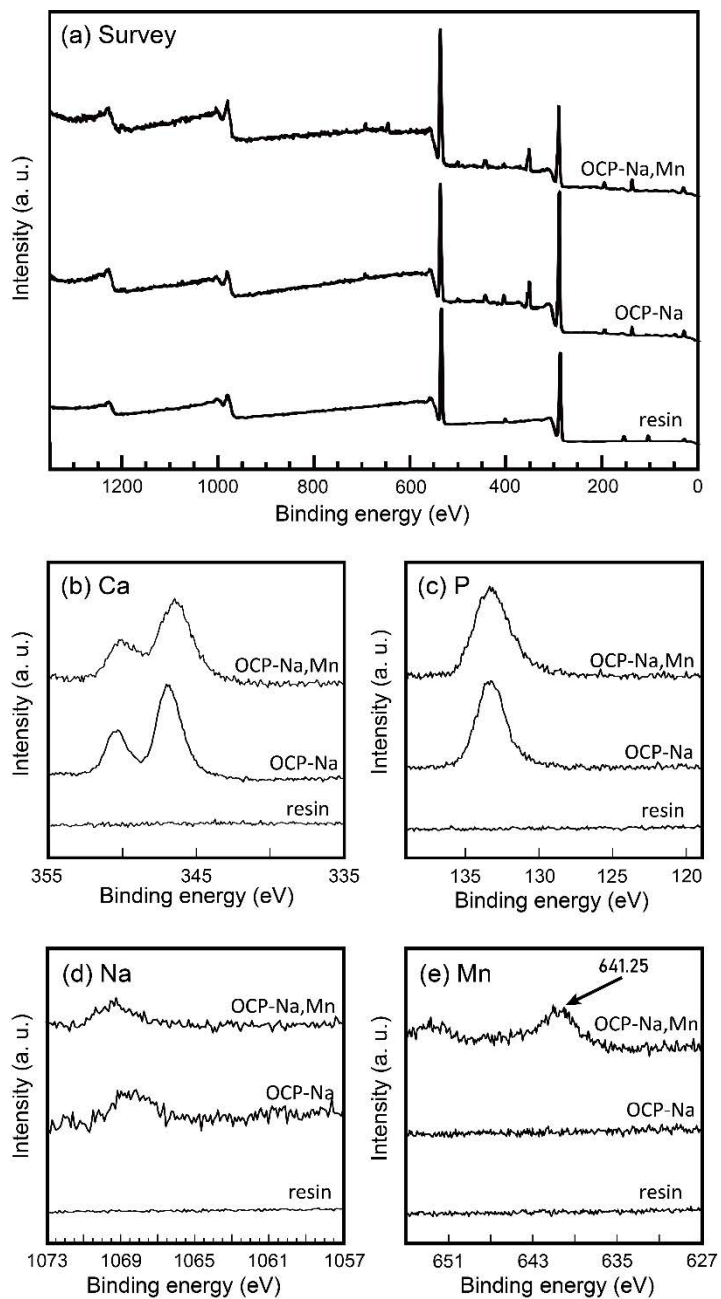 (a) Survey
OCP-Na,Mn
OCP-Na
resin
Intensity (a. u.)
1200 1000 800 600 400 200 0
Binding energy (eV)
(b) Ca
OCP-Na,Mn
OCP-Na
resin
Intensity (a. u.)
355 345 335
Binding energy (eV)
(c) P
OCP-Na,Mn
OCP-Na
resin
Intensity (a. u.)
135 130 125 120
Binding energy (eV)
(d) Na
OCP-Na,Mn
OCP-Na
resin
Intensity (a. u.)
1073 1069 1065 1061 1057
Binding energy (eV)
(e) Mn
641.25
OCP-Na,Mn
OCP-Na
resin
Intensity (a. u.)
651 643 635 627
Binding energy (eV)